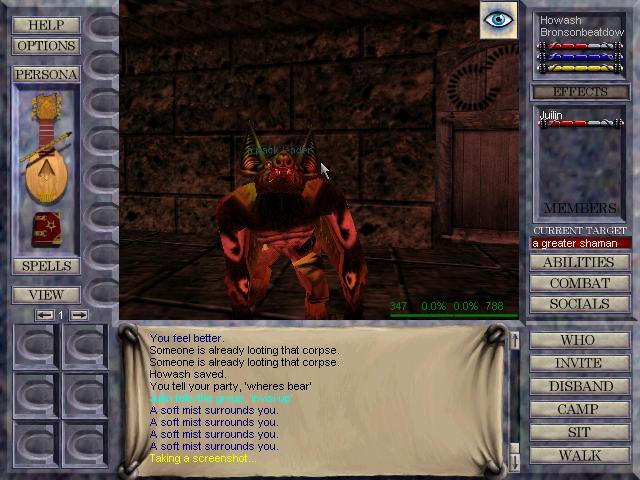 HELP
OPTIONS
PERSONA
SPELLS
VIEW
1
a pack leader
347 0.0% 0.0% 788
Howash
Bronsonbeatdow
EFFECTS
Juilin
MEMBERS
CURRENT TARGET
a greater shaman
ABILITIES
COMBAT
SOCIALS
WHO
INVITE
DISBAND
CAMP
SIT
WALK
You feel better.
Someone is already looting that corpse.
Someone is already looting that corpse.
Howash saved.
You tell your party, 'wheres bear'
Juilin tells the group, 'invisi up'
A soft mist surrounds you.
A soft mist surrounds you.
A soft mist surrounds you.
A soft mist surrounds you.
Taking a screenshot...